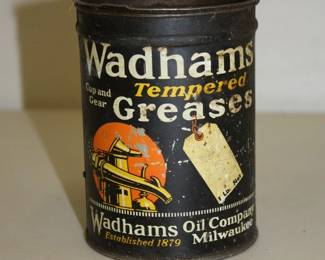 Wadhams
Tempered
Cup and
Gear
Greases
Wadhams Oil Company
Established 1879 Milwaukee